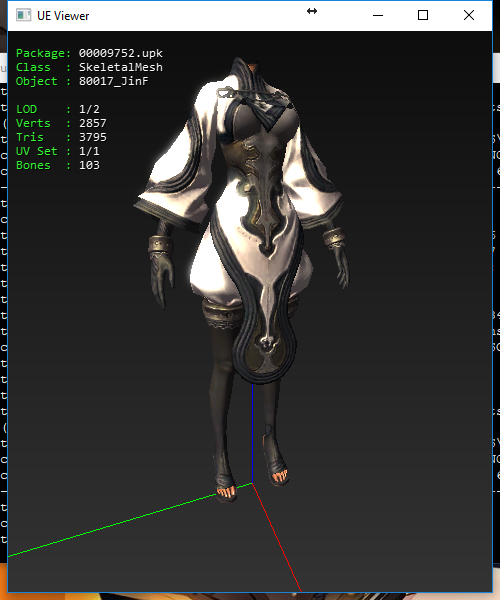 UE Viewer
Package: 00009752.upk
Class : SkeletalMesh
Object : 80017_JinF
LOD : 1/2
Verts : 2857
Tris : 3795
UV Set : 1/1
Bones : 103